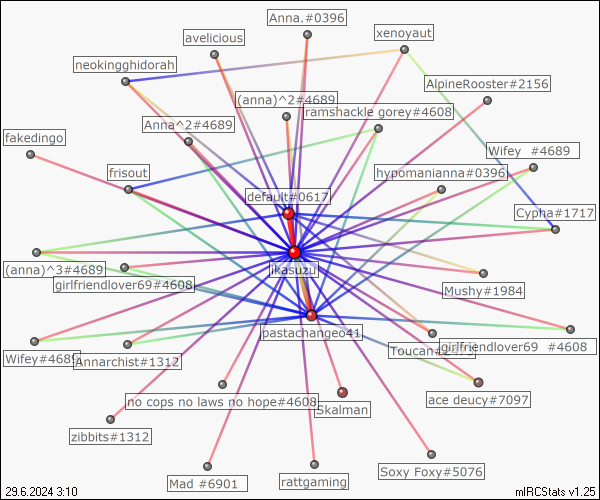 Anna.#0396
xenoyaut
avelicious
neokingghidorah
AlpineRooster#2156
(anna)^2#4689
ramshackle gorey#4608
Anna^2#4689
fakedingo
Wifey #4689
frisout
hypomanianna#0396
default#0617
Cypha#1717
ikasuzu
(anna)^3#4689
girlfriendlover69#4608
Mushy#1984
pastachangeo41
Wifey#4689
Annarchist#1312
girlfriendlover69 #4608
ace deucy#7097
no cops no laws no hope#4608
Skalman
zibbits#1312
Soxy Foxy#5076
Mad #6901
rattgaming
29.6.2024 3:10
mIRCStats v1.25